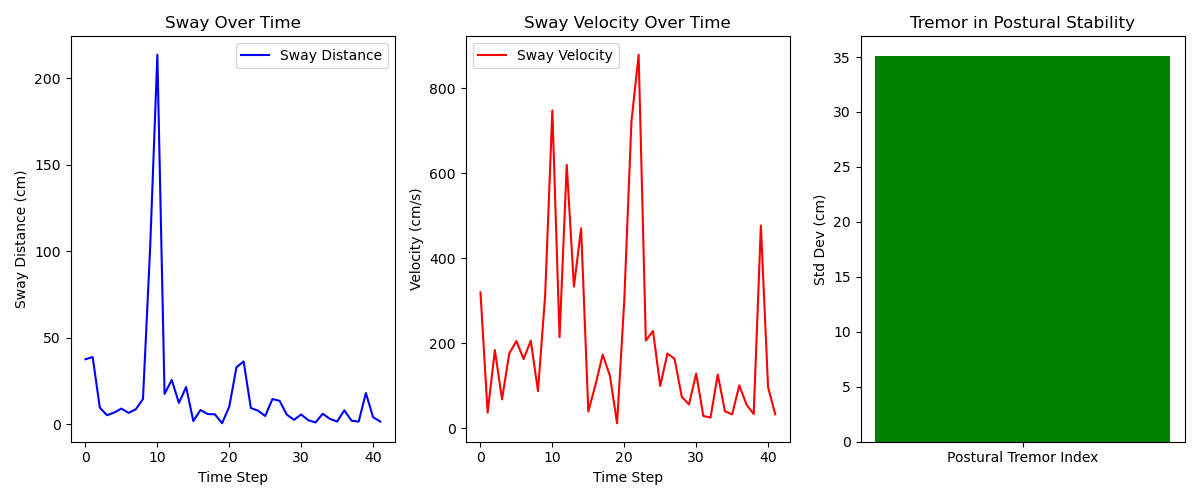 Sway Over Time
Sway Distance
200
150
100
50
0
Sway Distance (cm)
0 10 20 30 40
Time Step
Sway Velocity Over Time
Sway Velocity
800
600
400
200
0
Velocity (cm/s)
0 10 20 30 40
Time Step
Tremor in Postural Stability
35
30
25
20
15
10
5
0
Std Dev (cm)
Postural Tremor Index